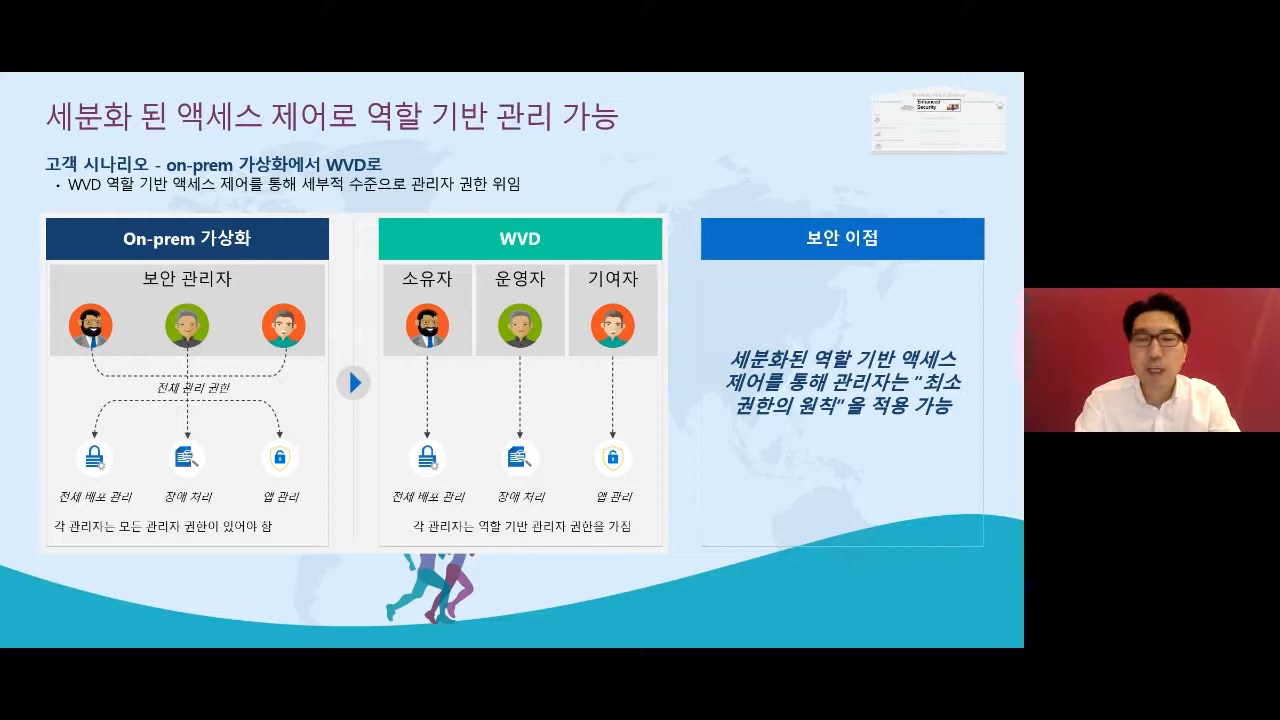 세분화 된 액세스 제어로 역할 기반 관리 가능
Enhanced
Security
고객 시나리오 - on-prem 가상화에서 WVD로
• WVD 역할 기반 액세스 제어를 통해 세부적 수준으로 관리자 권한 위임
On-prem 가상화
보안 관리자
전체 관리 권한
전체 배포 관리
장애 처리
앱 관리
각 관리자는 모든 관리자 권한이 있어야 함
WVD
소유자
운영자
기여자
전체 배포 관리
장애 처리
앱 관리
각 관리자는 역할 기반 관리자 권한을 가짐
보안 이점
세분화된 역할 기반 액세스
제어를 통해 관리자는 “최소
권한의 원칙”을 적용 가능